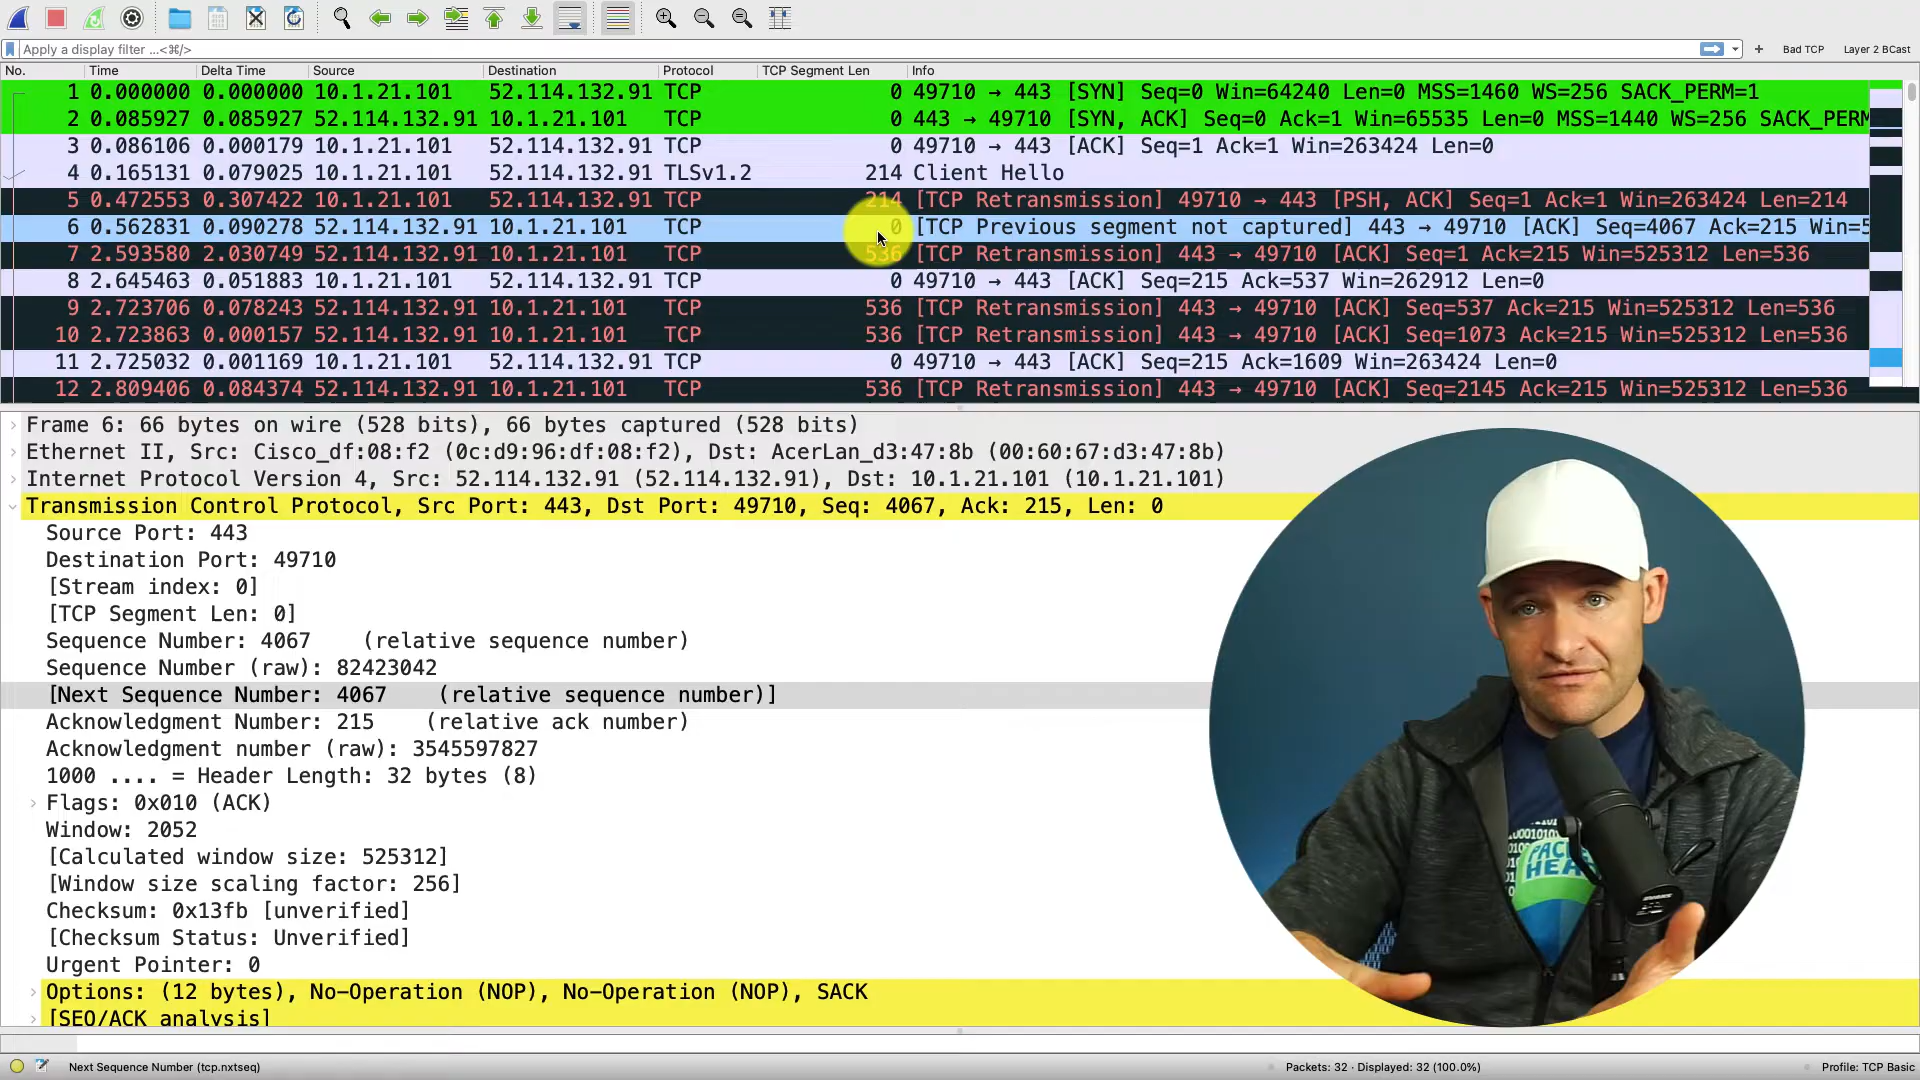 Apply a display filter ...<⌘/>
+ Bad TCP Layer 2 BCast
No. Time Delta Time Source Destination Protocol TCP Segment Len Info
1 0.000000 0.000000 10.1.21.101 52.114.132.91 TCP 0 49710 → 443 [SYN] Seq=0 Win=64240 Len=0 MSS=1460 WS=256 SACK_PERM=1
2 0.085927 0.085927 52.114.132.91 10.1.21.101 TCP 0 443 → 49710 [SYN, ACK] Seq=0 Ack=1 Win=65535 Len=0 MSS=1440 WS=256 SACK_PERM
3 0.086106 0.000179 10.1.21.101 52.114.132.91 TCP 0 49710 → 443 [ACK] Seq=1 Ack=1 Win=263424 Len=0
4 0.165131 0.079025 10.1.21.101 52.114.132.91 TLSv1.2 214 Client Hello
5 0.472553 0.307422 10.1.21.101 52.114.132.91 TCP 214 [TCP Retransmission] 49710 → 443 [PSH, ACK] Seq=1 Ack=1 Win=263424 Len=214
6 0.562831 0.090278 52.114.132.91 10.1.21.101 TCP 0 [TCP Previous segment not captured] 443 → 49710 [ACK] Seq=4067 Ack=215 Win=5
7 2.593580 2.030749 52.114.132.91 10.1.21.101 TCP 536 [TCP Retransmission] 443 → 49710 [ACK] Seq=1 Ack=215 Win=525312 Len=536
8 2.645463 0.051883 10.1.21.101 52.114.132.91 TCP 0 49710 → 443 [ACK] Seq=215 Ack=537 Win=262912 Len=0
9 2.723706 0.078243 52.114.132.91 10.1.21.101 TCP 536 [TCP Retransmission] 443 → 49710 [ACK] Seq=537 Ack=215 Win=525312 Len=536
10 2.723863 0.000157 52.114.132.91 10.1.21.101 TCP 536 [TCP Retransmission] 443 → 49710 [ACK] Seq=1073 Ack=215 Win=525312 Len=536
11 2.725032 0.001169 10.1.21.101 52.114.132.91 TCP 0 49710 → 443 [ACK] Seq=215 Ack=1609 Win=263424 Len=0
12 2.809406 0.084374 52.114.132.91 10.1.21.101 TCP 536 [TCP Retransmission] 443 → 49710 [ACK] Seq=2145 Ack=215 Win=525312 Len=536
Frame 6: 66 bytes on wire (528 bits), 66 bytes captured (528 bits)
Ethernet II, Src: Cisco_df:08:f2 (0c:d9:96:df:08:f2), Dst: AcerLan_d3:47:8b (00:60:67:d3:47:8b)
Internet Protocol Version 4, Src: 52.114.132.91 (52.114.132.91), Dst: 10.1.21.101 (10.1.21.101)
Transmission Control Protocol, Src Port: 443, Dst Port: 49710, Seq: 4067, Ack: 215, Len: 0
Source Port: 443
Destination Port: 49710
[Stream index: 0]
[TCP Segment Len: 0]
Sequence Number: 4067 (relative sequence number)
Sequence Number (raw): 82423042
[Next Sequence Number: 4067 (relative sequence number)]
Acknowledgment Number: 215 (relative ack number)
Acknowledgment number (raw): 3545597827
1000 .... = Header Length: 32 bytes (8)
Flags: 0x010 (ACK)
Window: 2052
[Calculated window size: 525312]
[Window size scaling factor: 256]
Checksum: 0x13fb [unverified]
[Checksum Status: Unverified]
Urgent Pointer: 0
Options: (12 bytes), No-Operation (NOP), No-Operation (NOP), SACK
[SEQ/ACK analysis]
Next Sequence Number (tcp.nxtseq)
Packets: 32 · Displayed: 32 (100.0%)
Profile: TCP Basic